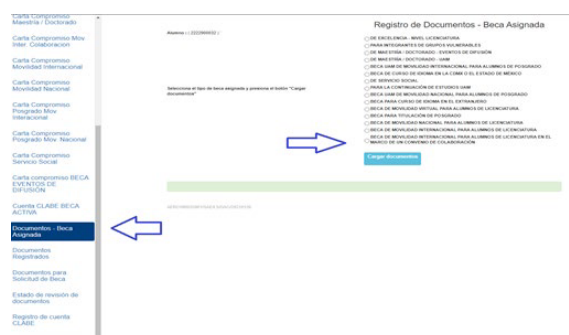 Carta Compromiso
Maestría / Doctorado
Carta Compromiso Mov
Inter. Colaboracion
Carta Compromiso
Movilidad Internacional
Carta Compromiso
Movilidad Nacional
Carta Compromiso
Posgrado Mov
Interacional
Carta Compromiso
Posgrado Mov. Nacional
Carta Compromiso
Servicio Social
Carta compromiso BECA
EVENTOS DE
DIFUSIÓN
Cuenta CLABE BECA
ACTIVA
Documentos - Beca
Asignada
Documentos
Registrados
Documentos para
Solicitud de Beca
Estado de revisión de
documentos
Registro de cuenta
CLABE
Registro de Documentos - Beca Asignada
Alumno :
Selecciona el tipo de beca asignada y presiona el botón "Cargar
documentos"
DE EXCELENCIA - NIVEL LICENCIATURA
PARA INTEGRANTES DE GRUPOS VULNERABLES
DE MAESTRÍA / DOCTORADO - EVENTOS DE DIFUSIÓN
DE MAESTRÍA / DOCTORADO - UAM
BECA UAM DE MOVILIDAD INTERNACIONAL PARA ALUMNOS DE POSGRADO
BECA DE CURSO DE IDIOMA EN LA CDMX O EL ESTADO DE MÉXICO
DE SERVICIO SOCIAL
PARA LA CONTINUACIÓN DE ESTUDIOS UAM
BECA UAM DE MOVILIDAD NACIONAL PARA ALUMNOS DE POSGRADO
BECA PARA CURSO DE IDIOMA EN EL EXTRANJERO
BECA DE MOVILIDAD VIRTUAL PARA ALUMNOS DE LICENCIATURA
BECA PARA TITULACIÓN DE POSGRADO
BECA DE MOVILIDAD NACIONAL PARA ALUMNOS DE LICENCIATURA
BECA DE MOVILIDAD INTERNACIONAL PARA ALUMNOS DE LICENCIATURA
BECA DE MOVILIDAD INTERNACIONAL PARA ALUMNOS DE LICENCIATURA EN EL
MARCO DE UN CONVENIO DE COLABORACIÓN
Cargar documentos